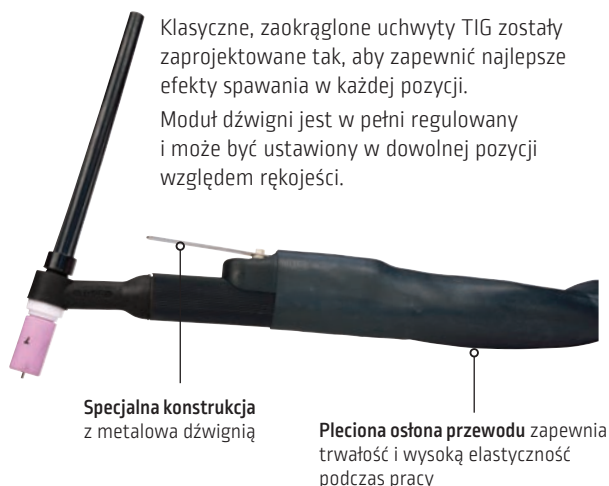 Klasyczne, zaokrąglone uchwyty TIG zostały
zaprojektowane tak, aby zapewnić najlepsze
efekty spawania w każdej pozycji.
Moduł dźwigni jest w pełni regulowany
i może być ustawiony w dowolnej pozycji
względem rękojeści.
Specjalna konstrukcja
z metalowa dźwignią
Pleciona osłona przewodu zapewnia
trwałość i wysoką elastyczność
podczas pracy